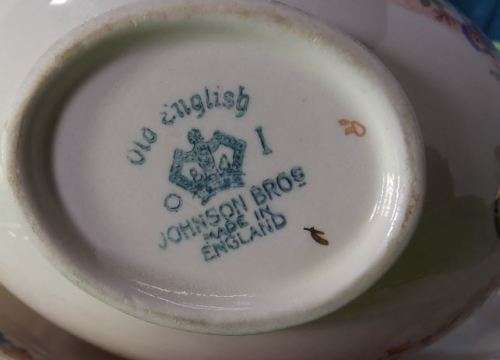 Old English
I
JOHNSON BROS
MADE IN
ENGLAND